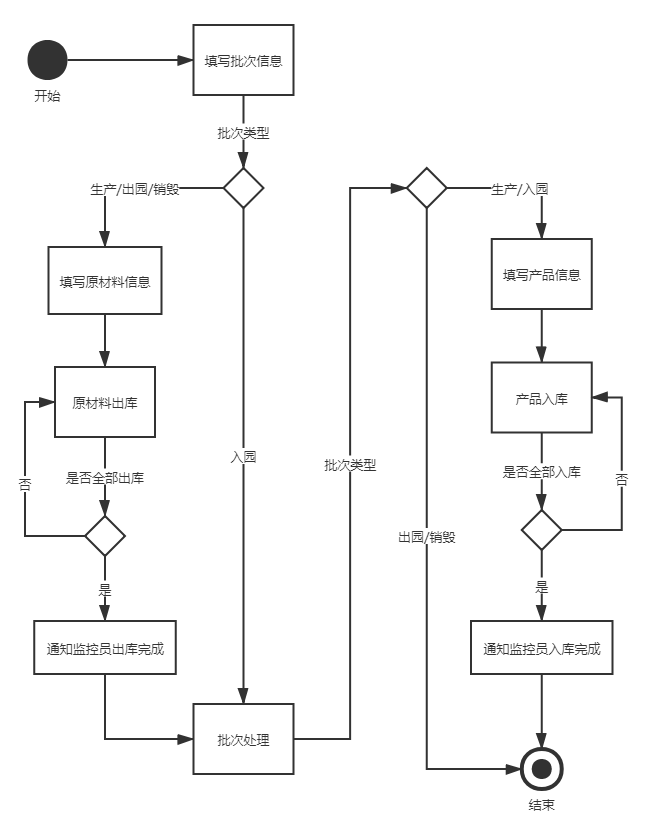 填写批次信息
开始
批次类型
生产/出园/销毁
生产/入园
填写原材料信息
填写产品信息
原材料出库
产品入库
入园
批次类型
是否全部出库
是否全部入库
否
否
出园/销毁
是
是
通知监控员出库完成
通知监控员入库完成
批次处理
结束